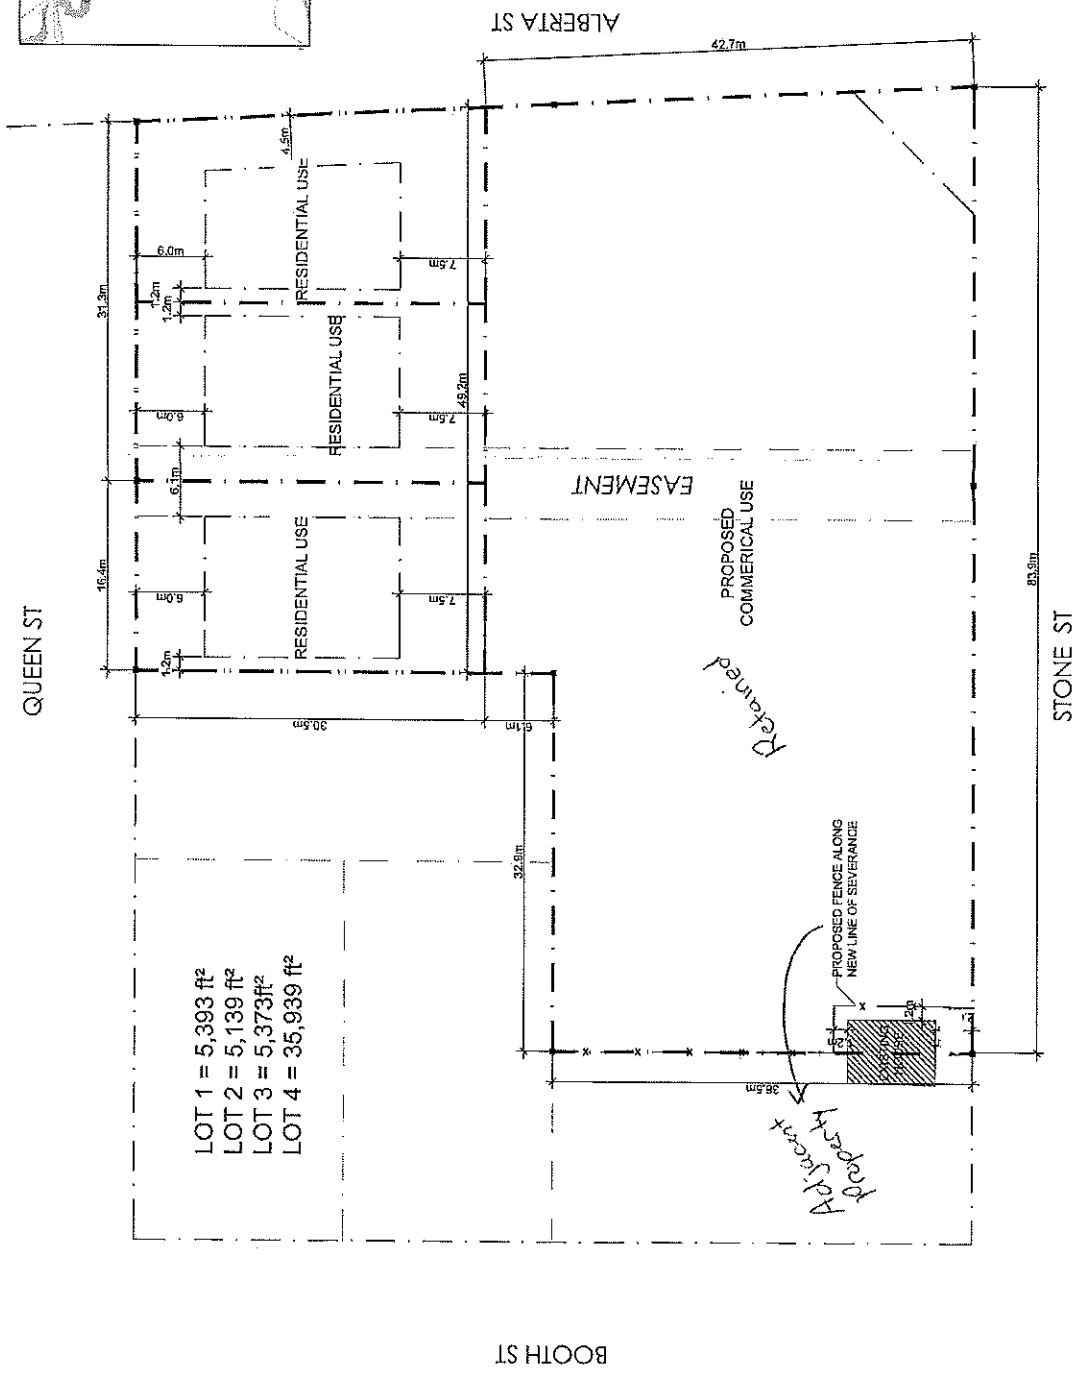 ALBERTA ST
QUEEN ST
42.7m
31.3m
16.4m
4.5m
6.0m
7.5m
RESIDENTIAL USE
1.2m
1.2m
6.0m
7.5m
RESIDENTIAL USE
49.2m
6.1m
6.0m
7.5m
RESIDENTIAL USE
1.2m
EASEMENT
PROPOSED
COMMERICAL USE
Retained
30.5m
6.1m
32.9m
83.9m
STONE ST
LOT 1 = 5,393 ft²
LOT 2 = 5,139 ft²
LOT 3 = 5,373ft²
LOT 4 = 35,939 ft²
PROPOSED FENCE ALONG
NEW LINE OF SEVERANCE
36.5m
Adjacent
property
BOOTH ST